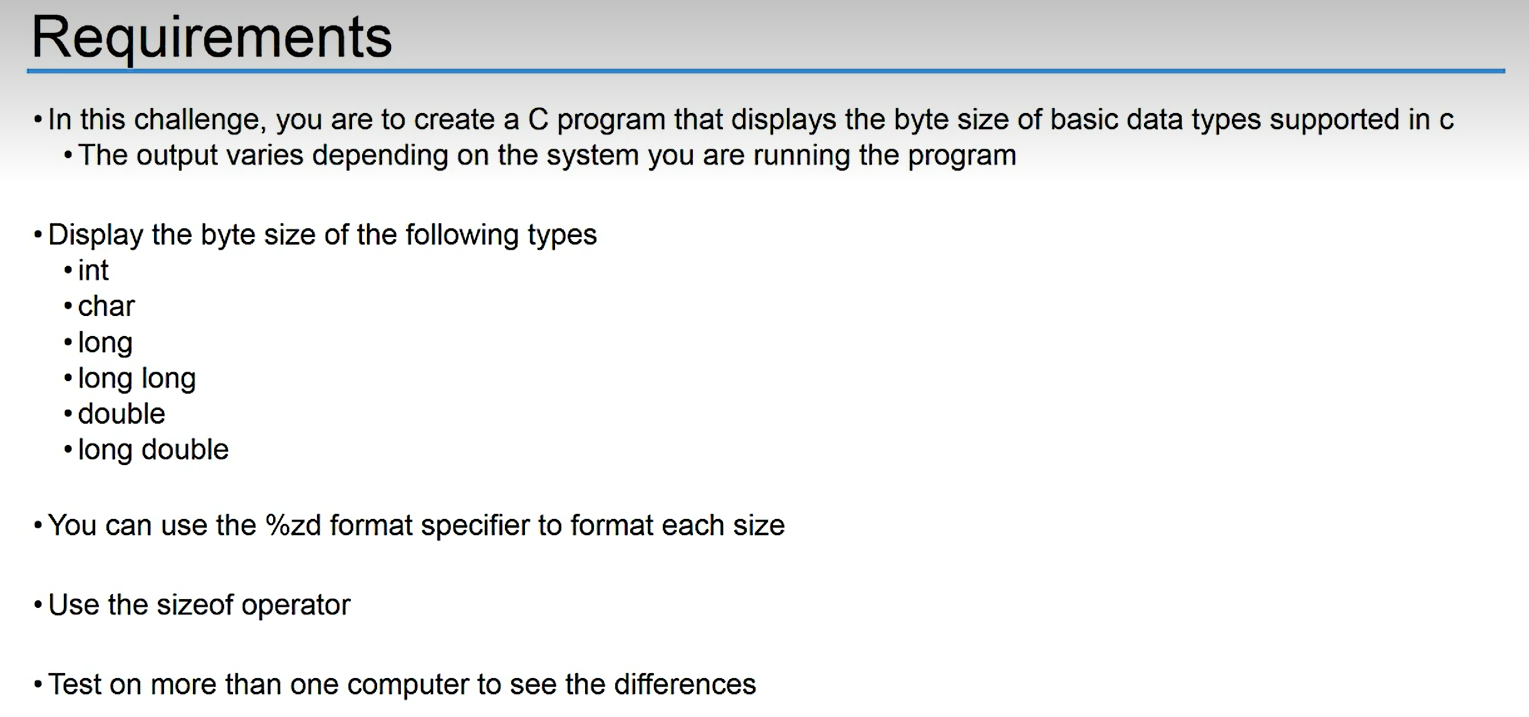 Requirements
• In this challenge, you are to create a C program that displays the byte size of basic data types supported in c
• The output varies depending on the system you are running the program
• Display the byte size of the following types
• int
• char
• long
• long long
• double
• long double
• You can use the %zd format specifier to format each size
• Use the sizeof operator
• Test on more than one computer to see the differences